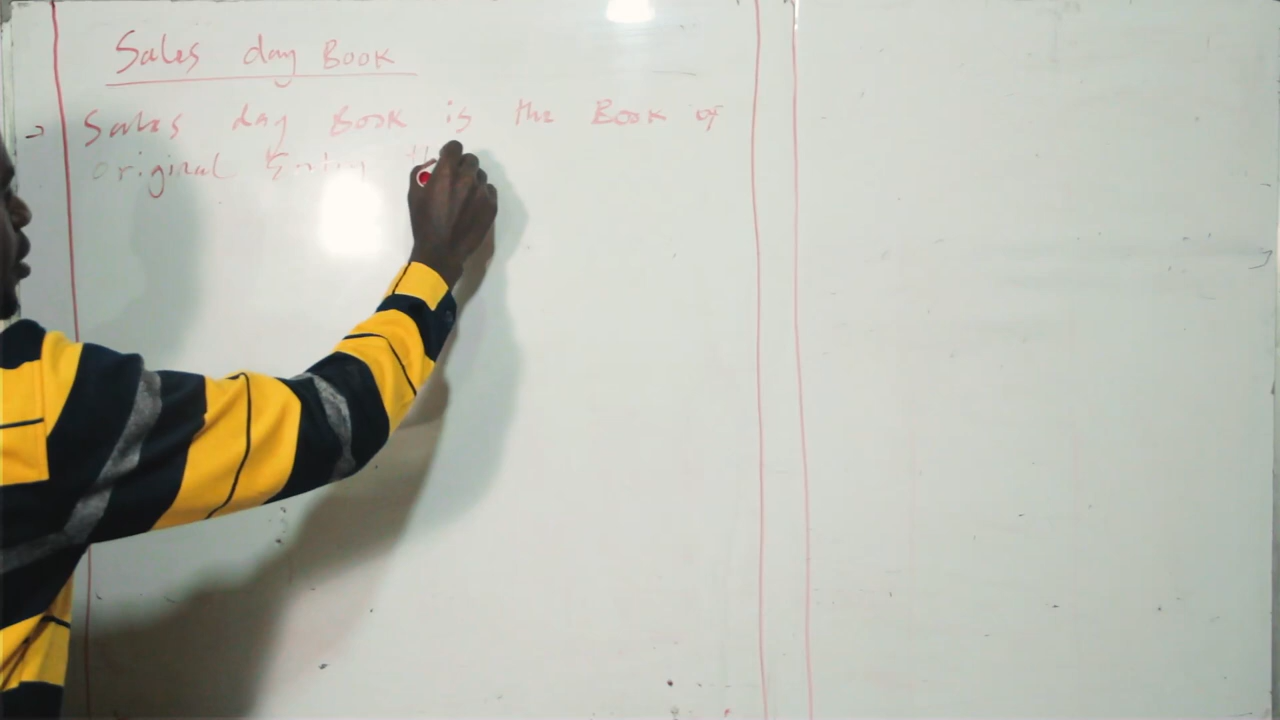 Sales day Book
Sales day Book is the Book of
original Entry